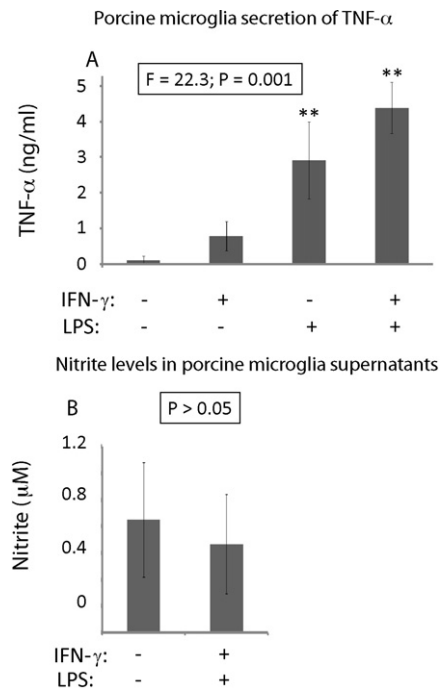 Porcine microglia secretion of TNF-α
A
F = 22.3; P = 0.001
** **
5
4
3
2
1
0
TNF-α (ng/ml)
IFN-γ: - + - +
LPS: - - + +
Nitrite levels in porcine microglia supernatants
B
P > 0.05
1.2
0.8
0.4
0
Nitrite (μM)
IFN-γ: - +
LPS: - +